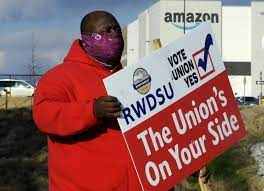 amazon
VOTE
UNION
YES
RWDSU
The Union's
On Your Side